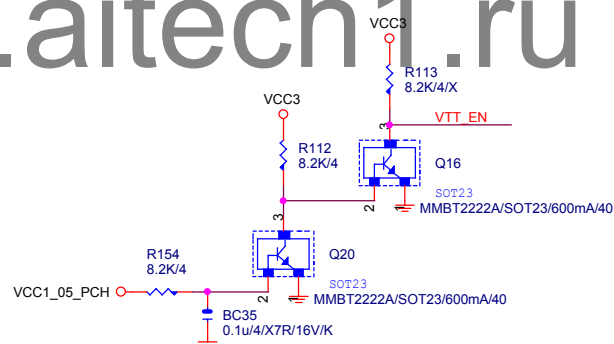 .aitech1.ru
VCC3
R113
8.2K/4/X
VTT_EN
VCC3
3
R112
8.2K/4
Q16
SOT23
MMBT2222A/SOT23/600mA/40
2
1
3
Q20
R154
8.2K/4
SOT23
MMBT2222A/SOT23/600mA/40
VCC1_05_PCH
2
1
BC35
0.1u/4/X7R/16V/K